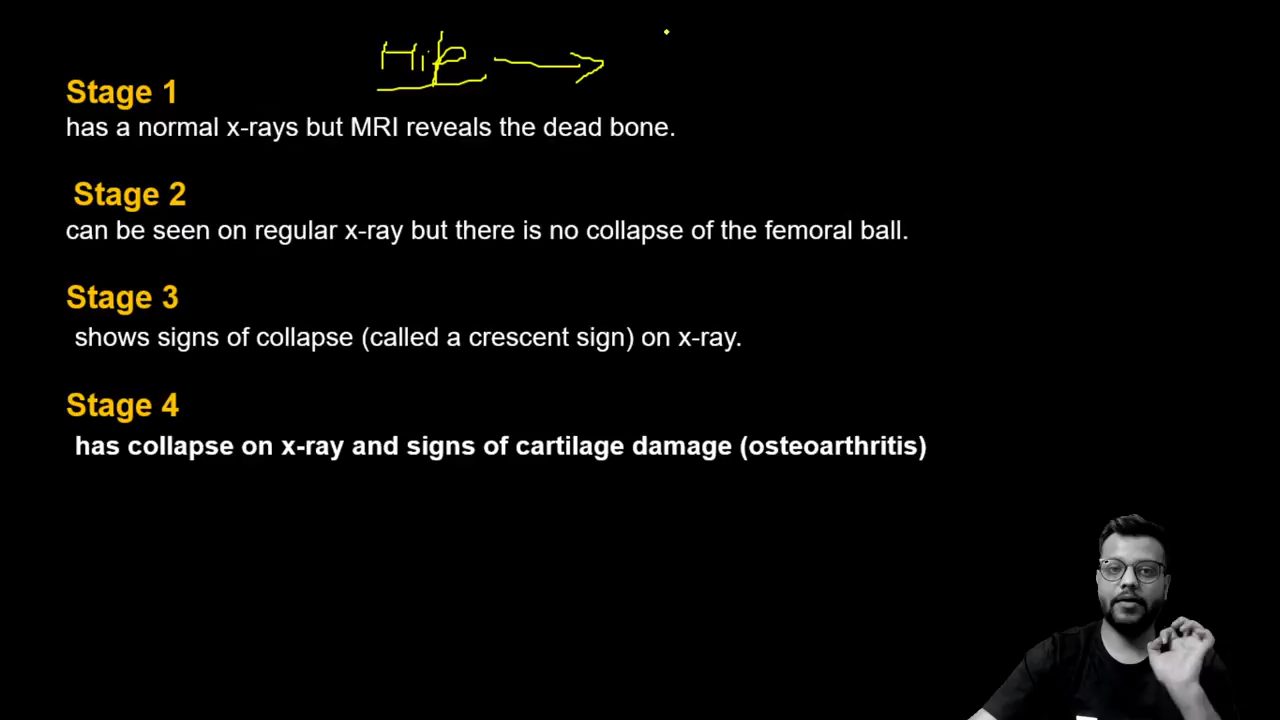 Hip
Stage 1
has a normal x-rays but MRI reveals the dead bone.
Stage 2
can be seen on regular x-ray but there is no collapse of the femoral ball.
Stage 3
shows signs of collapse (called a crescent sign) on x-ray.
Stage 4
has collapse on x-ray and signs of cartilage damage (osteoarthritis)